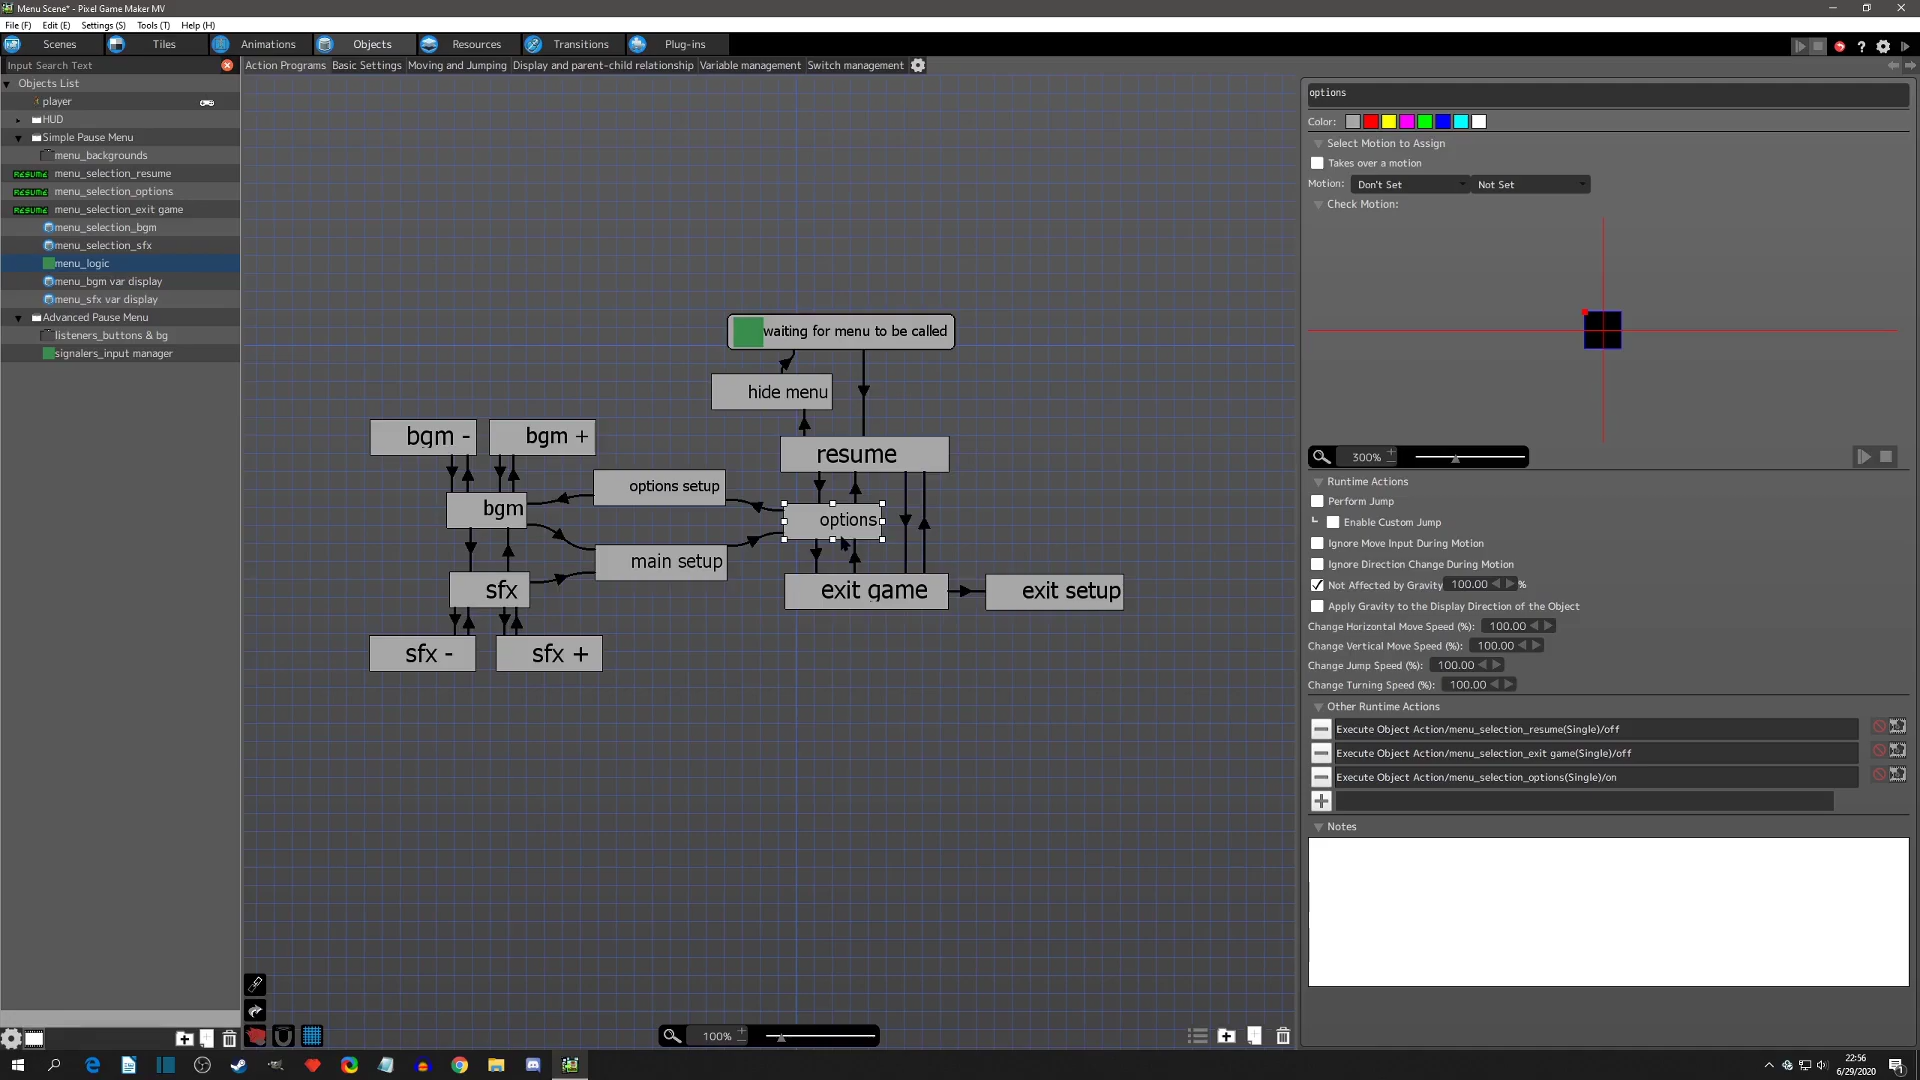 Menu Scene* - Pixel Game Maker MV
File (F) Edit (E) Settings (S) Tools (T) Help (H)
Scenes Tiles Animations Objects Resources Transitions Plug-ins
Input Search Text
Action Programs Basic Settings Moving and Jumping Display and parent-child relationship Variable management Switch management
Objects List
player
HUD
Simple Pause Menu
menu_backgrounds
RESUME menu_selection_resume
RESUME menu_selection_options
RESUME menu_selection_exit game
menu_selection_bgm
menu_selection_sfx
menu_logic
menu_bgm var display
menu_sfx var display
Advanced Pause Menu
listeners_buttons & bg
signalers_input manager
waiting for menu to be called
hide menu
bgm - bgm +
resume
options setup
bgm
options
main setup
sfx
exit game
exit setup
sfx - sfx +
100%
options
Color:
Select Motion to Assign
Takes over a motion
Motion: Don't Set Not Set
Check Motion:
300%
Runtime Actions
Perform Jump
Enable Custom Jump
Ignore Move Input During Motion
Ignore Direction Change During Motion
Not Affected by Gravity 100.00 %
Apply Gravity to the Display Direction of the Object
Change Horizontal Move Speed (%): 100.00
Change Vertical Move Speed (%): 100.00
Change Jump Speed (%): 100.00
Change Turning Speed (%): 100.00
Other Runtime Actions
Execute Object Action/menu_selection_resume(Single)/off
Execute Object Action/menu_selection_exit game(Single)/off
Execute Object Action/menu_selection_options(Single)/on
Notes
22:56
6/29/2020